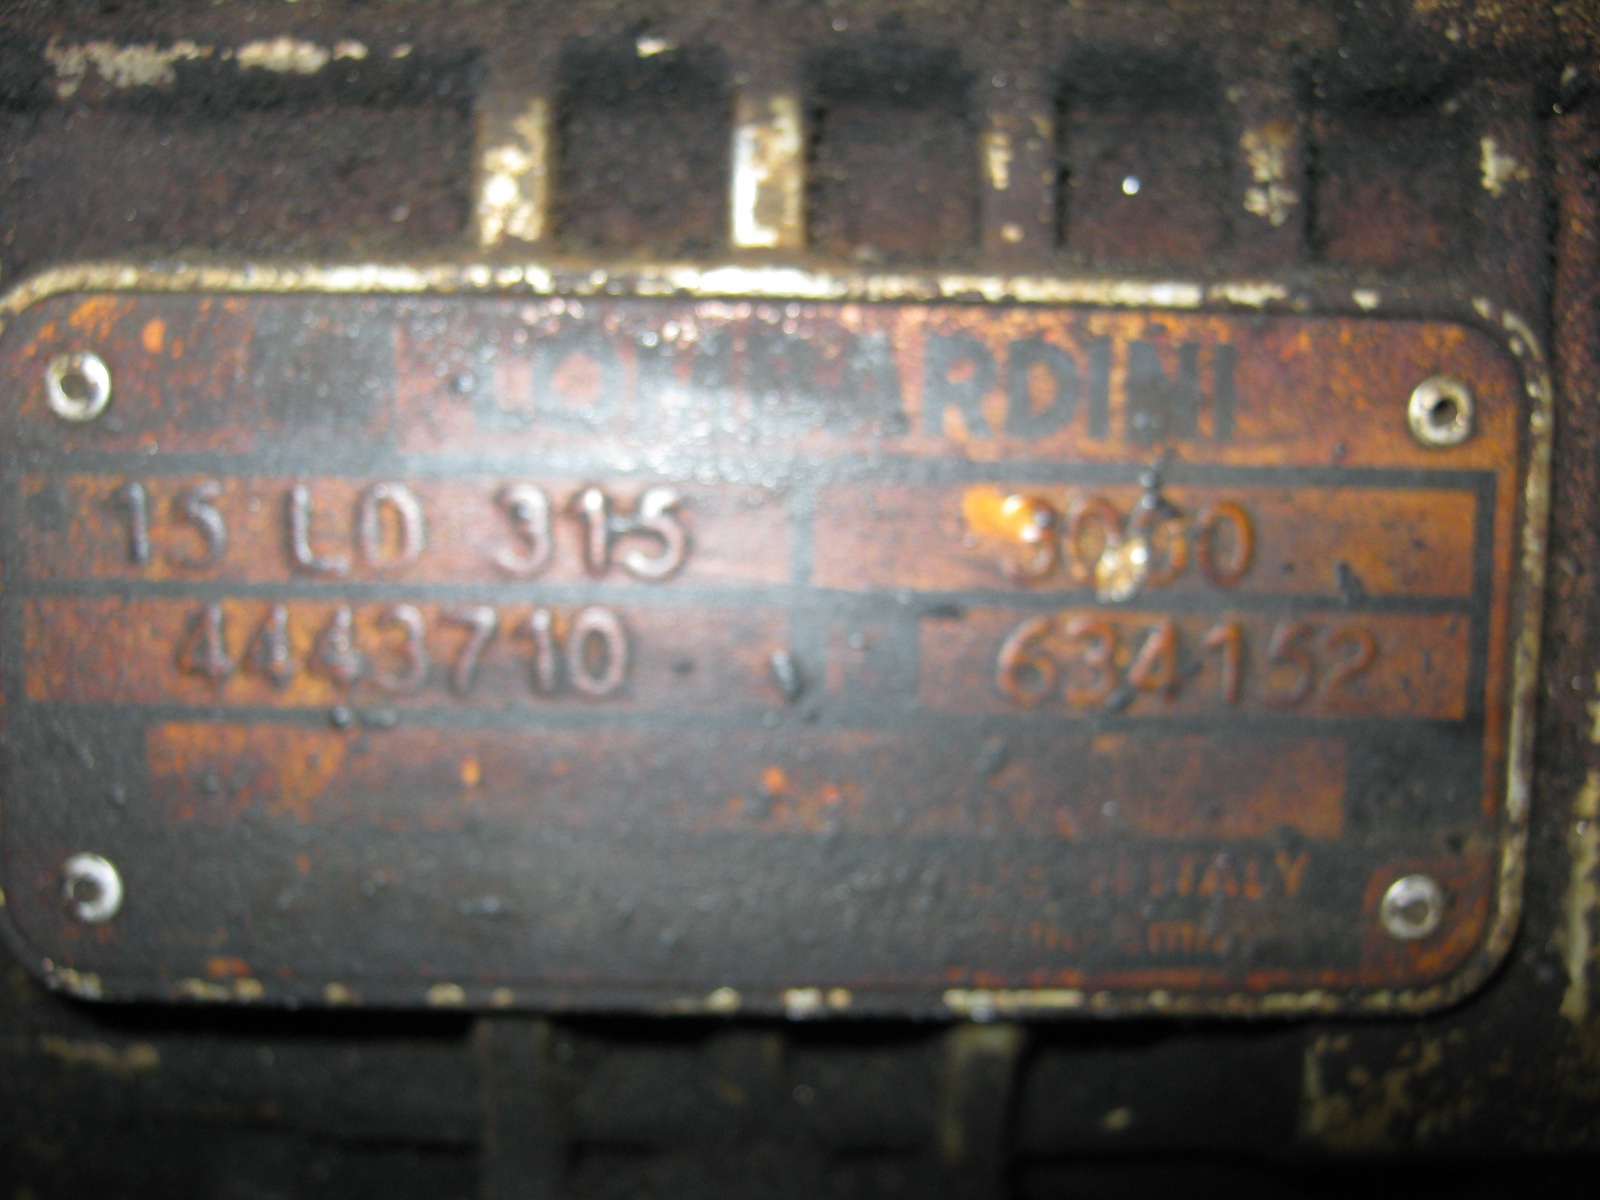 LOMBARDINI
15 LD 315 3000
4443710 634152
ITALY